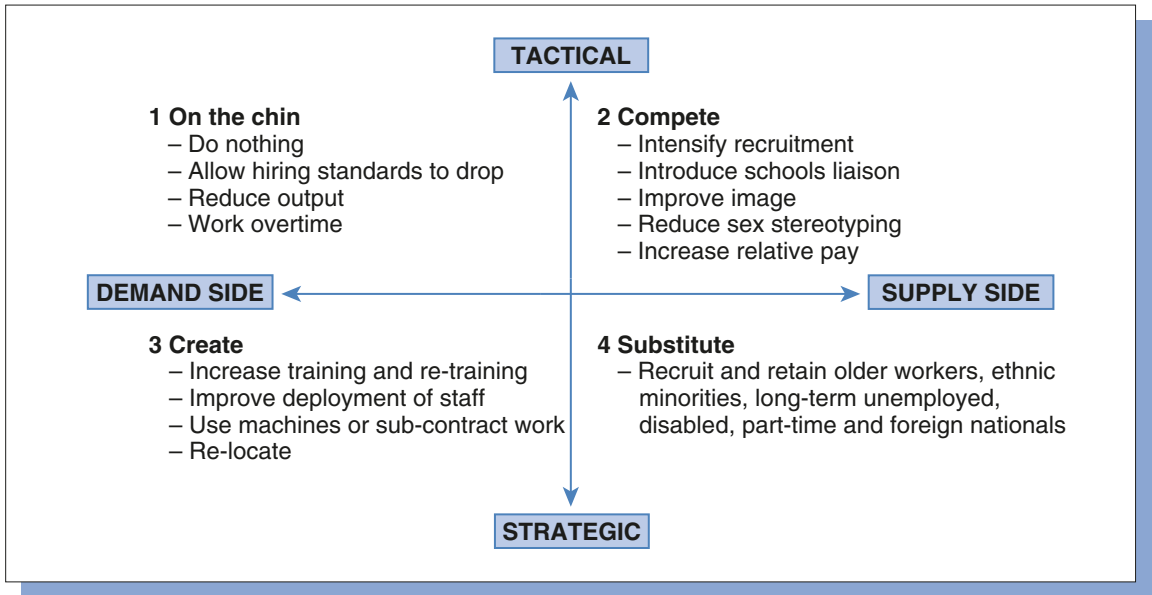 TACTICAL
1 On the chin
– Do nothing
– Allow hiring standards to drop
– Reduce output
– Work overtime
2 Compete
– Intensify recruitment
– Introduce schools liaison
– Improve image
– Reduce sex stereotyping
– Increase relative pay
DEMAND SIDE
SUPPLY SIDE
3 Create
– Increase training and re-training
– Improve deployment of staff
– Use machines or sub-contract work
– Re-locate
4 Substitute
– Recruit and retain older workers, ethnic
minorities, long-term unemployed,
disabled, part-time and foreign nationals
STRATEGIC